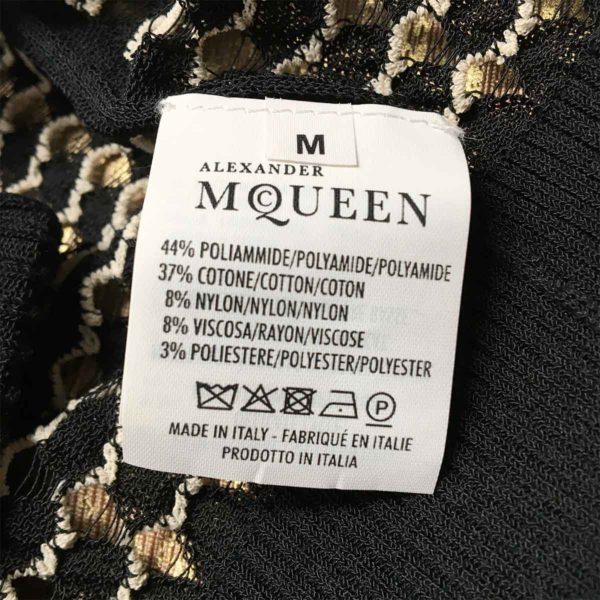 M
ALEXANDER
MCQUEEN
44% POLIAMMIDE/POLYAMIDE/POLYAMIDE
37% COTONE/COTTON/COTON
8% NYLON/NYLON/NYLON
8% VISCOSA/RAYON/VISCOSE
3% POLIESTERE/POLYESTER/POLYESTER
P
MADE IN ITALY - FABRIQUÉ EN ITALIE
PRODOTTO IN ITALIA